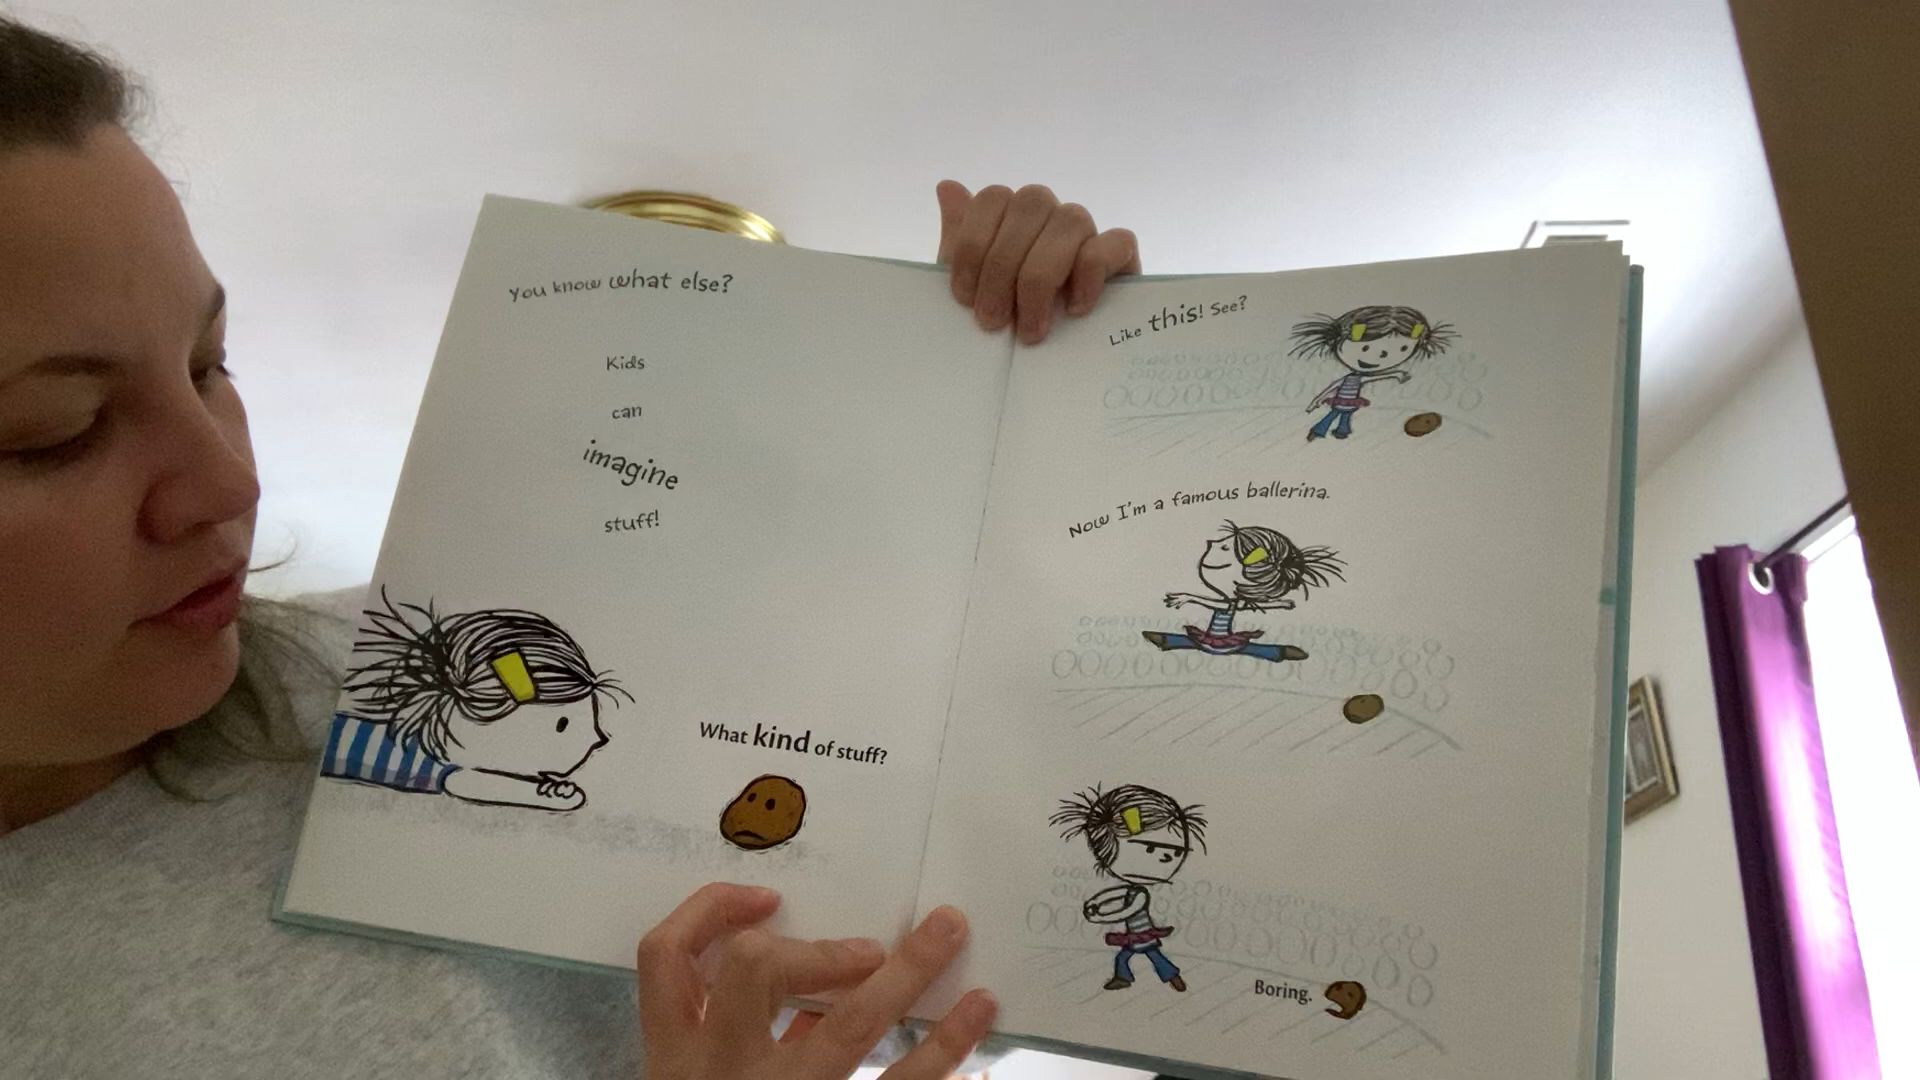 You know what else?
Kids
can
imagine
stuff!
What kind of stuff?
Like this! See?
Now I'm a famous ballerina.
Boring.